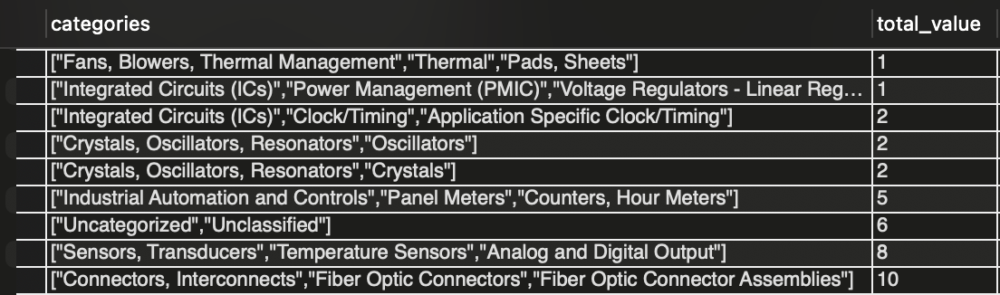 categories total_value
["Fans, Blowers, Thermal Management","Thermal","Pads, Sheets"] 1
["Integrated Circuits (ICs)","Power Management (PMIC)","Voltage Regulators - Linear Reg... 1
["Integrated Circuits (ICs)","Clock/Timing","Application Specific Clock/Timing"] 2
["Crystals, Oscillators, Resonators","Oscillators"] 2
["Crystals, Oscillators, Resonators","Crystals"] 2
["Industrial Automation and Controls","Panel Meters","Counters, Hour Meters"] 5
["Uncategorized","Unclassified"] 6
["Sensors, Transducers","Temperature Sensors","Analog and Digital Output"] 8
["Connectors, Interconnects","Fiber Optic Connectors","Fiber Optic Connector Assemblies"] 10